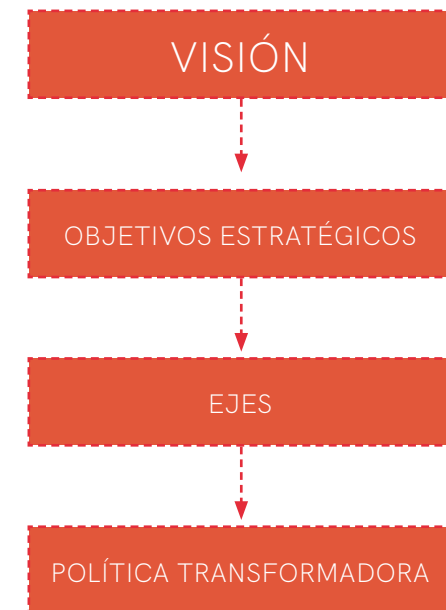 VISIÓN
OBJETIVOS ESTRATÉGICOS
EJES
POLÍTICA TRANSFORMADORA